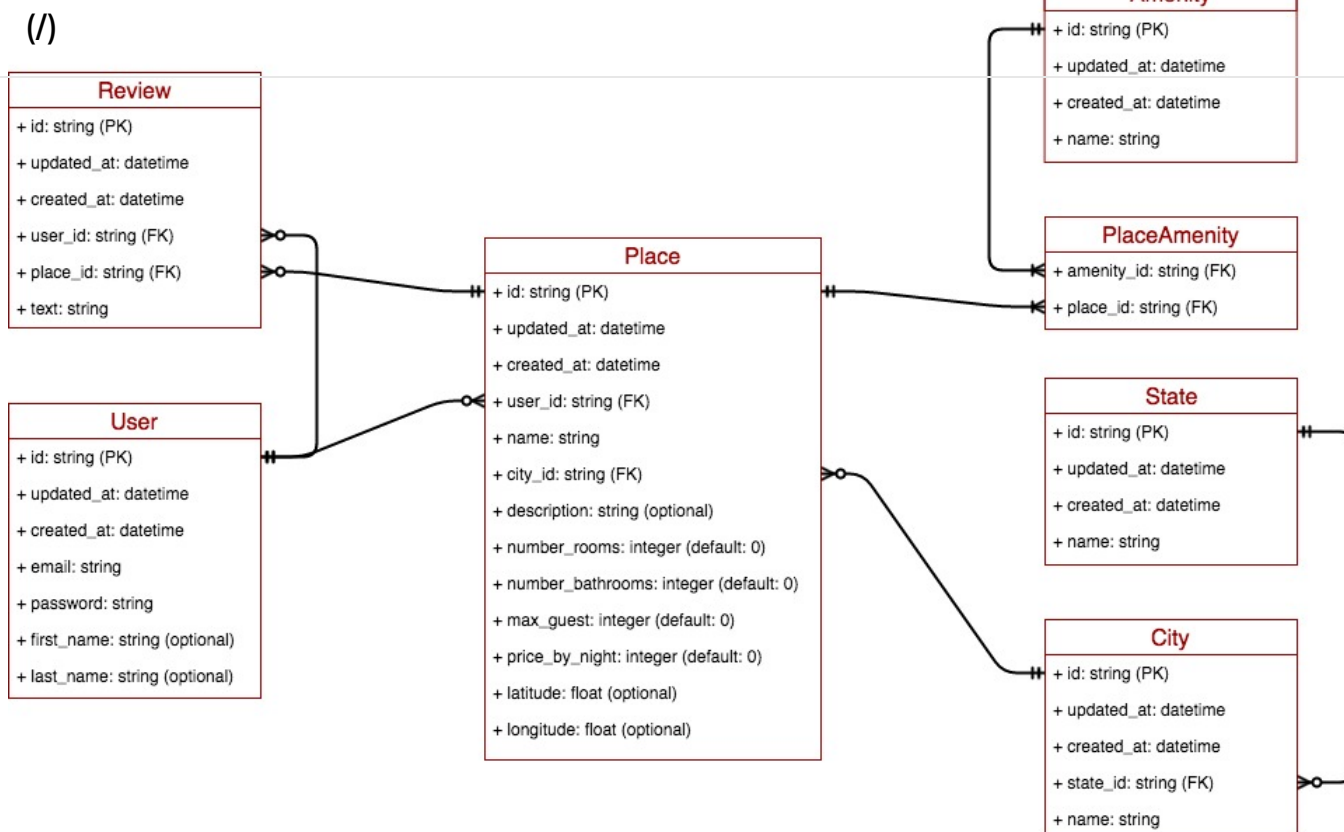 (/)
Review
+ id: string (PK)
+ updated_at: datetime
+ created_at: datetime
+ user_id: string (FK)
+ place_id: string (FK)
+ text: string
User
+ id: string (PK)
+ updated_at: datetime
+ created_at: datetime
+ email: string
+ password: string
+ first_name: string (optional)
+ last_name: string (optional)
Place
+ id: string (PK)
+ updated_at: datetime
+ created_at: datetime
+ user_id: string (FK)
+ name: string
+ city_id: string (FK)
+ description: string (optional)
+ number_rooms: integer (default: 0)
+ number_bathrooms: integer (default: 0)
+ max_guest: integer (default: 0)
+ price_by_night: integer (default: 0)
+ latitude: float (optional)
+ longitude: float (optional)
Amenity
+ id: string (PK)
+ updated_at: datetime
+ created_at: datetime
+ name: string
PlaceAmenity
+ amenity_id: string (FK)
+ place_id: string (FK)
State
+ id: string (PK)
+ updated_at: datetime
+ created_at: datetime
+ name: string
City
+ id: string (PK)
+ updated_at: datetime
+ created_at: datetime
+ state_id: string (FK)
+ name: string